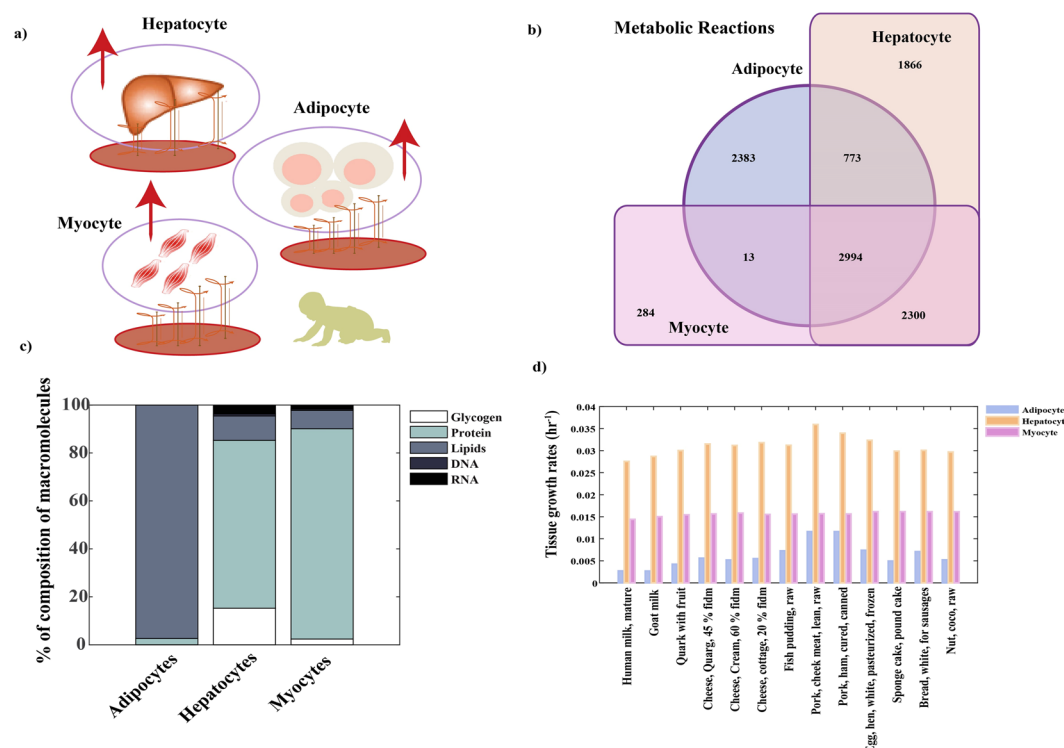 a)
Hepatocyte
Adipocyte
Myocyte
b)
Metabolic Reactions
Hepatocyte
1866
Adipocyte
2383
773
13
2994
284
Myocyte
2300
c)
% of composition of macromolecules
100
80
60
40
20
0
Adipocytes
Hepatocytes
Myocytes
Glycogen
Protein
Lipids
DNA
RNA
d)
Tissue growth rates (hr-1)
0.04
0.035
0.03
0.025
0.02
0.015
0.01
0.005
0
Adipocyte
Hepatocyt
Myocyte
Human milk, mature
Goat milk
Quark with fruit
Cheese, Quarg, 45 % fidm
Cheese, Cream, 60 % fidm
Cheese, cottage, 20 % fidm
Fish pudding, raw
Pork, cheek meat, lean, raw
Pork, ham, cured, canned
Egg, hen, white, pasteurized, frozen
Sponge cake, pound cake
Bread, white, for sausages
Nut, coco, raw